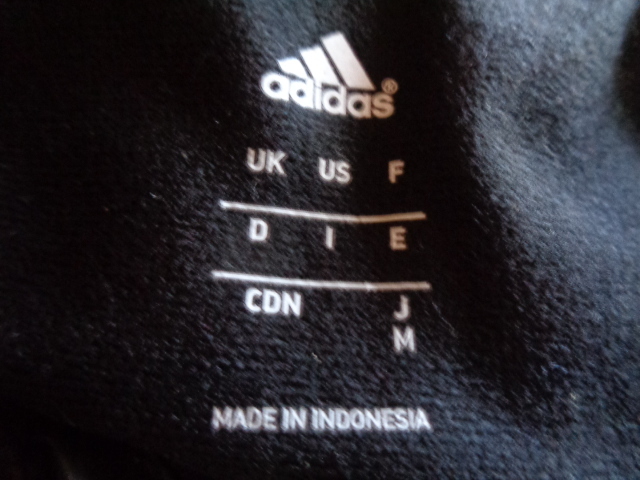 adidas®
UK US F
D I E
CDN J
M
MADE IN INDONESIA